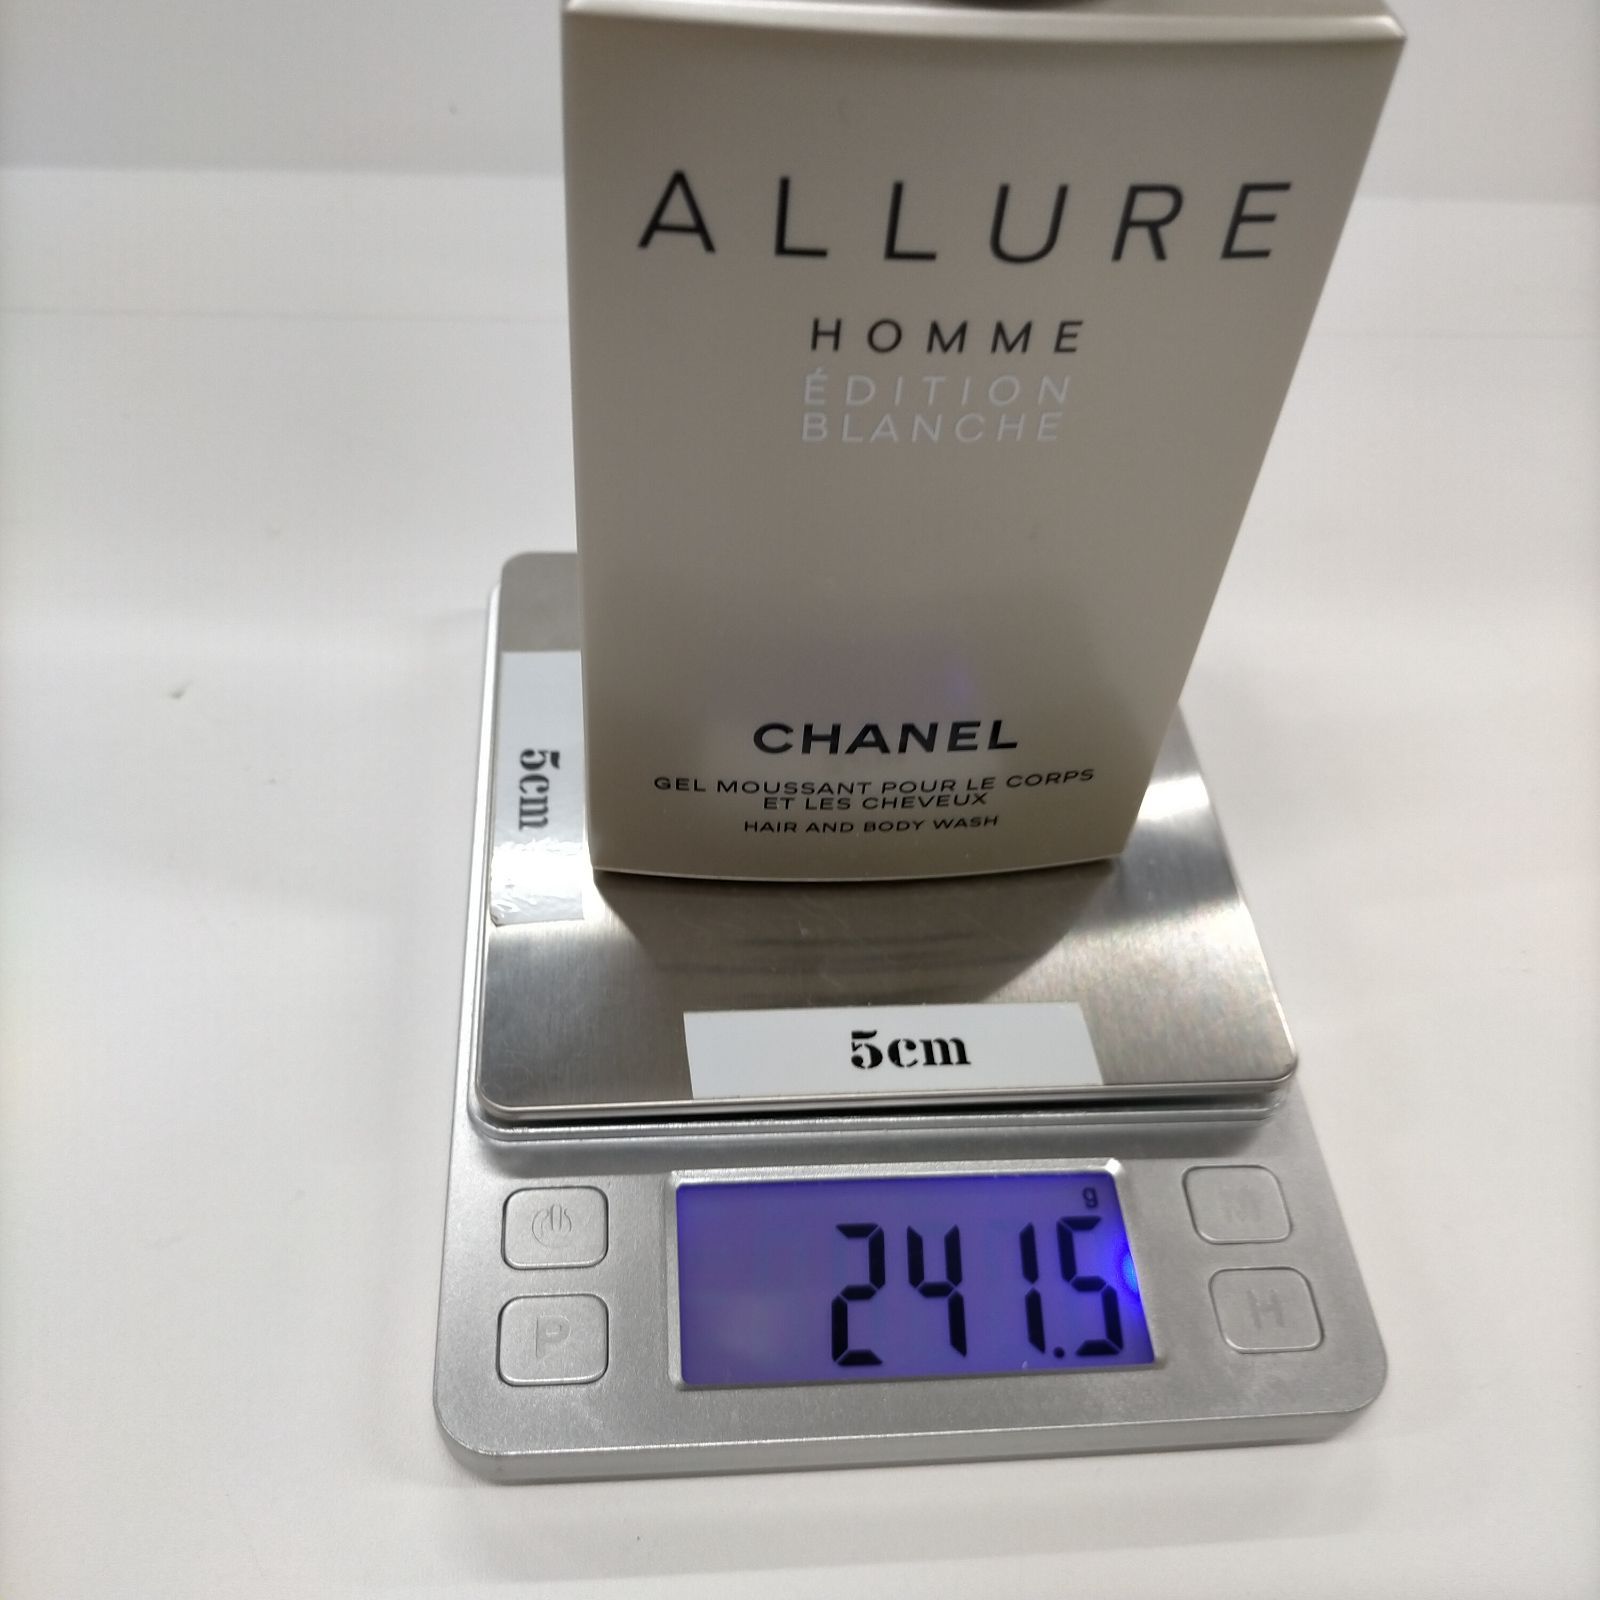 ALLURE
HOMME
ÉDITION
BLANCHE
CHANEL
GEL MOUSSANT POUR LE CORPS
ET LES CHEVEUX
HAIR AND BODY WASH
5cm
5cm
g
241.5
M
P
H